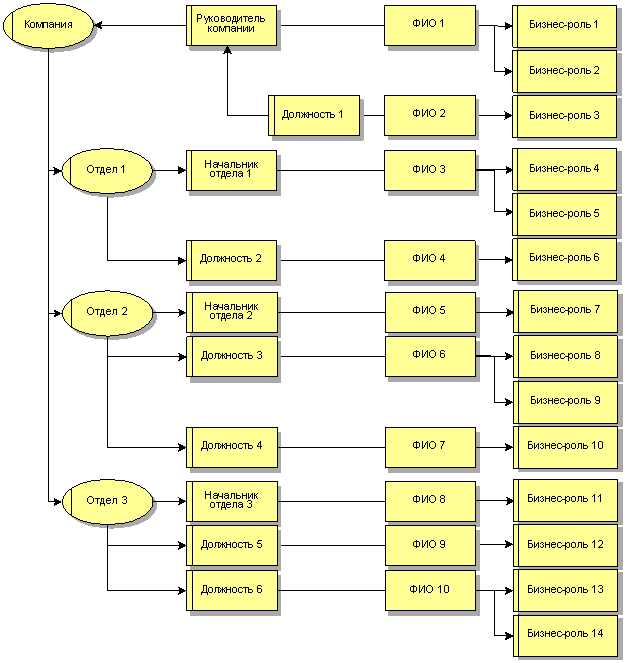 Компания
Руководитель
компании
ФИО 1
Бизнес-роль 1
Бизнес-роль 2
Должность 1
ФИО 2
Бизнес-роль 3
Отдел 1
Начальник
отдела 1
ФИО 3
Бизнес-роль 4
Бизнес-роль 5
Должность 2
ФИО 4
Бизнес-роль 6
Отдел 2
Начальник
отдела 2
ФИО 5
Бизнес-роль 7
Должность 3
ФИО 6
Бизнес-роль 8
Бизнес-роль 9
Должность 4
ФИО 7
Бизнес-роль 10
Отдел 3
Начальник
отдела 3
ФИО 8
Бизнес-роль 11
Должность 5
ФИО 9
Бизнес-роль 12
Должность 6
ФИО 10
Бизнес-роль 13
Бизнес-роль 14